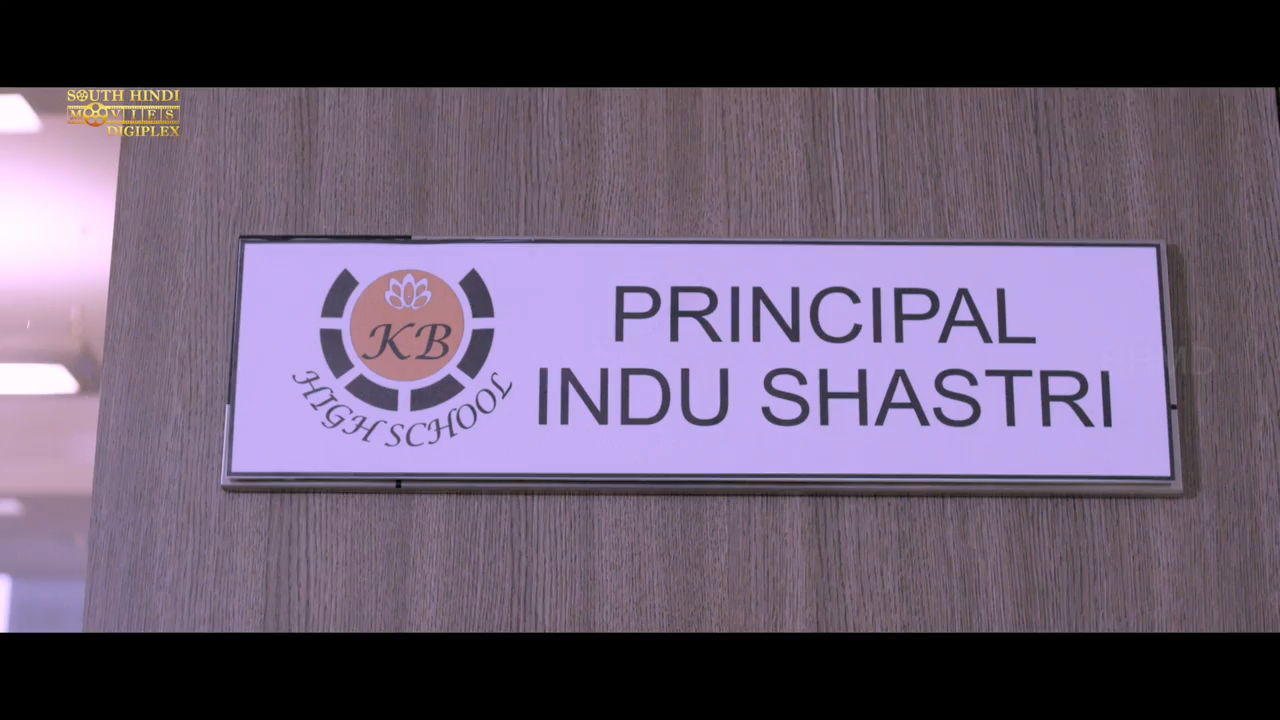 SOUTH HINDI
MOVIES
DIGIPLEX
PRINCIPAL
INDU SHASTRI
KB
HIGH SCHOOL